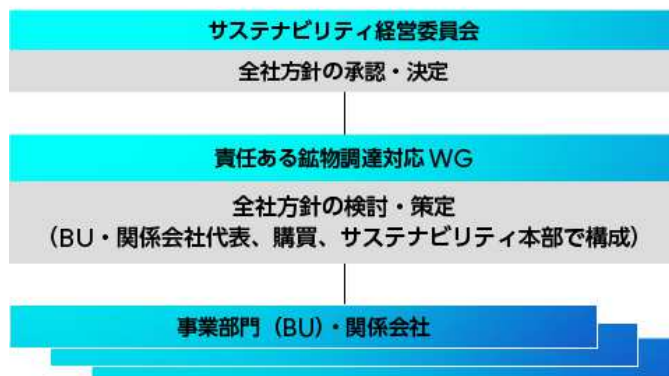 サステナビリティ経営委員会
全社方針の承認・決定
責任ある鉱物調達対応 WG
全社方針の検討・策定
（BU・関係会社代表、購買、サステナビリティ本部で構成）
事業部門（BU）・関係会社